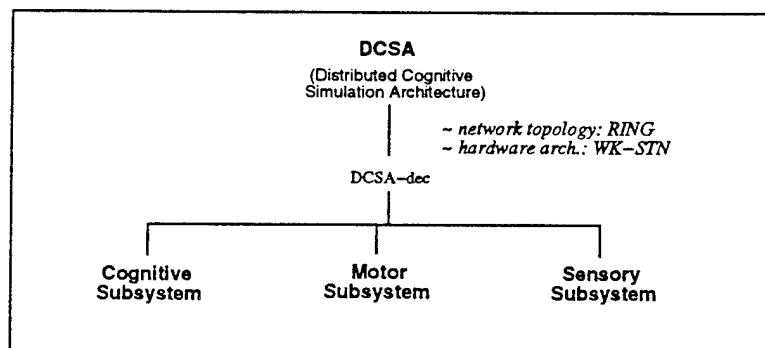 DCSA
(Distributed Cognitive
Simulation Architecture)
~ network topology: RING
~ hardware arch.: WK-STN
DCSA-dec
Cognitive
Subsystem
Motor
Subsystem
Sensory
Subsystem